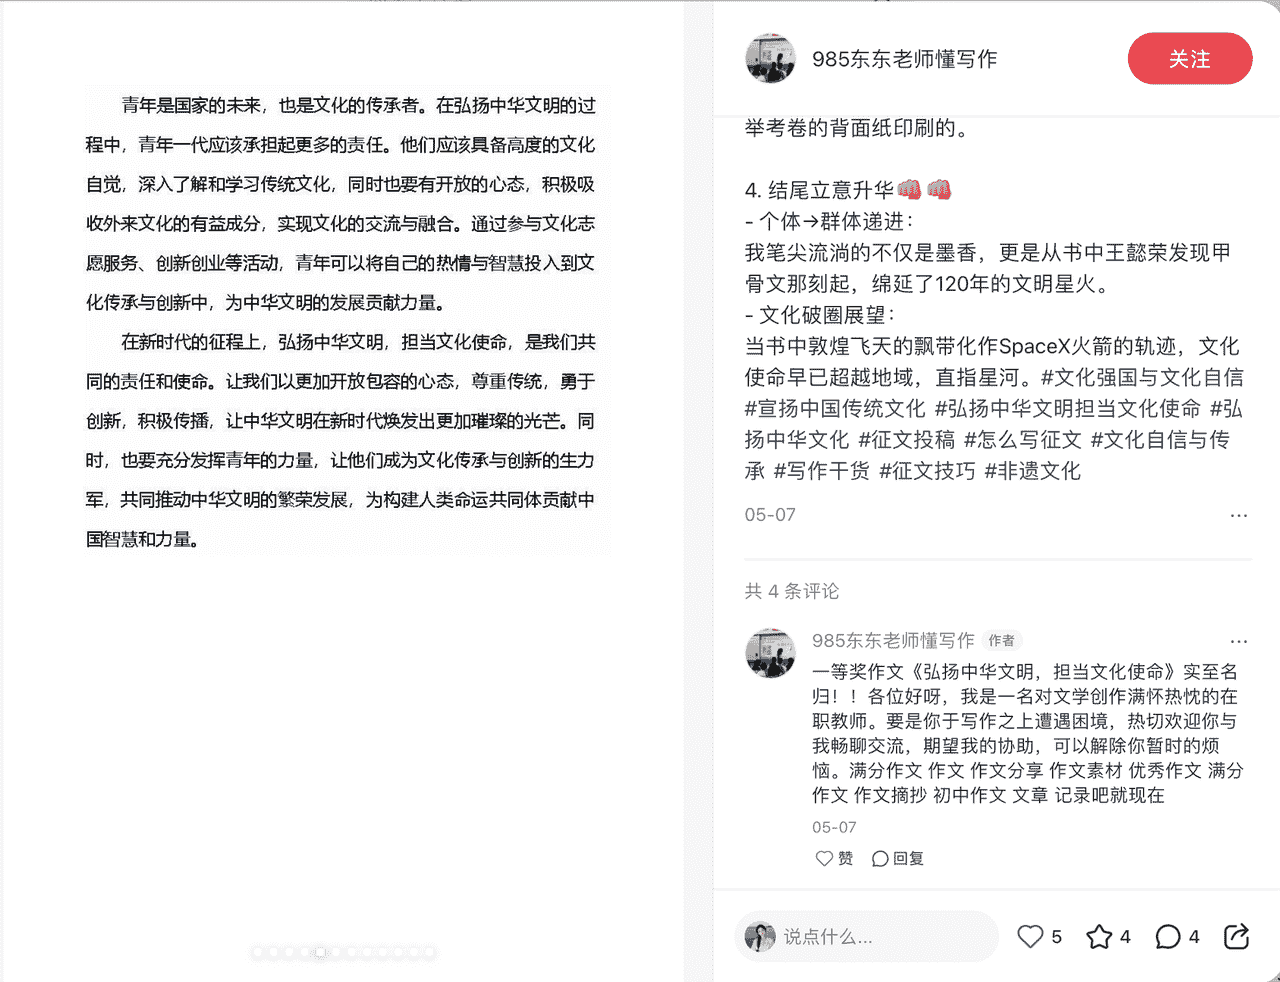 青年是国家的未来，也是文化的传承者。在弘扬中华文明的过
程中，青年一代应该承担起更多的责任。他们应该具备高度的文化
自觉，深入了解和学习传统文化，同时也要有开放的心态，积极吸
收外来文化的有益成分，实现文化的交流与融合。通过参与文化志
愿服务、创新创业等活动，青年可以将自己的热情与智慧投入到文
化传承与创新中，为中华文明的发展贡献力量。
在新时代的征程上，弘扬中华文明，担当文化使命，是我们共
同的责任和使命。让我们以更加开放包容的心态，尊重传统，勇于
创新，积极传播，让中华文明在新时代焕发出更加璀璨的光芒。同
时，也要充分发挥青年的力量，让他们成为文化传承与创新的生力
军，共同推动中华文明的繁荣发展，为构建人类命运共同体贡献中
国智慧和力量。
985东东老师懂写作
关注
举考卷的背面纸印刷的。
4. 结尾立意升华👊👊
- 个体→群体递进：
我笔尖流淌的不仅是墨香，更是从书中王懿荣发现甲
骨文那刻起，绵延了120年的文明星火。
- 文化破圈展望：
当书中敦煌飞天的飘带化作SpaceX火箭的轨迹，文化
使命早已超越地域，直指星河。#文化强国与文化自信
#宣扬中国传统文化 #弘扬中华文明担当文化使命 #弘
扬中华文化 #征文投稿 #怎么写征文 #文化自信与传
承 #写作干货 #征文技巧 #非遗文化
05-07
共 4 条评论
985东东老师懂写作 作者
一等奖作文《弘扬中华文明，担当文化使命》实至名
归！！各位好呀，我是一名对文学创作满怀热忱的在
职教师。要是你于写作之上遭遇困境，热切欢迎你与
我畅聊交流，期望我的协助，可以解除你暂时的烦
恼。满分作文 作文 作文分享 作文素材 优秀作文 满分
作文 作文摘抄 初中作文 文章 记录吧就现在
05-07
赞 回复
说点什么... 5 4 4